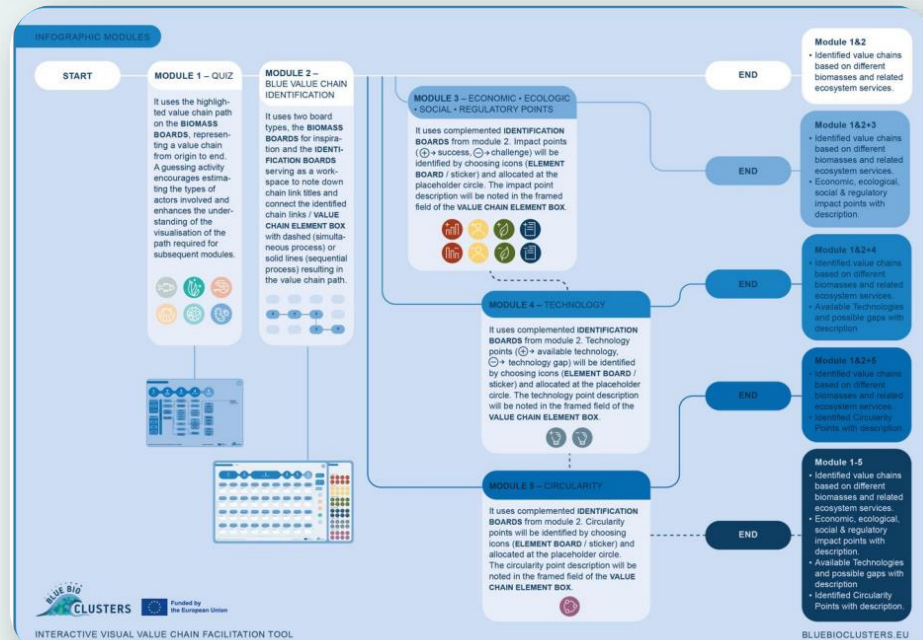 INFOGRAPHIC MODULES
START
MODULE 1 – QUIZ
It uses the highligh-
ted value chain path
on the BIOMASS
BOARDS, represen-
ting a value chain
from origin to end. A
guessing activity
encourages estima-
ting the types of
actors involved and
enhances the under-
standing of the
visualisation of the
path required for
subsequent modules.
MODULE 2 –
BLUE VALUE CHAIN
IDENTIFICATION
It uses two board
types, the BIOMASS
BOARDS for inspira-
tion and the IDENTI-
FICATION BOARDS
serving as a work-
space to note down
chain link titles and
connect the identified
chain links / VALUE
CHAIN ELEMENT BOX
with dashed (simulta-
neous process) or
solid lines (sequential
process) resulting in
the value chain path.
MODULE 3 – ECONOMIC • ECOLOGIC
• SOCIAL • REGULATORY POINTS
It uses complemented IDENTIFICATION
BOARDS from module 2. Impact points
(⊕→ success, ⊖→ challenge) will be
identified by choosing icons (ELEMENT
BOARD / sticker) and allocated at the
placeholder circle. The impact point
description will be noted in the framed
field of the VALUE CHAIN ELEMENT BOX.
MODULE 4 – TECHNOLOGY
It uses complemented IDENTIFICATION
BOARDS from module 2. Technology
points (⊕→ available technology,
⊖→ technology gap) will be identified
by choosing icons (ELEMENT BOARD /
sticker) and allocated at the placeholder
circle. The technology point description
will be noted in the framed field of the
VALUE CHAIN ELEMENT BOX.
MODULE 5 – CIRCULARITY
It uses complemented IDENTIFICATION
BOARDS from module 2. Circularity
points will be identified by choosing
icons (ELEMENT BOARD / sticker) and
allocated at the placeholder circle.
The circularity point description will be
noted in the framed field of the VALUE
CHAIN ELEMENT BOX.
END
Module 1&2
• Identified value chains
based on different
biomasses and related
ecosystem services.
END
Module 1&2+3
• Identified value chains
based on different
biomasses and related
ecosystem services.
• Economic, ecological,
social & regulatory
impact points with
description.
END
Module 1&2+4
• Identified value chains
based on different
biomasses and related
ecosystem services.
• Available Technologies
and possible gaps with
description
END
Module 1&2+5
• Identified value chains
based on different
biomasses and related
ecosystem services.
• Identified Circularity
Points with description.
END
Module 1-5
• Identified value chains
based on different
biomasses and related
ecosystem services.
• Economic, ecological,
social & regulatory
impact points with
description.
• Available Technologies
and possible gaps with
description
• Identified Circularity
Points with description.
BLUE BIO
CLUSTERS
Funded by
the European Union
INTERACTIVE VISUAL VALUE CHAIN FACILITATION TOOL
BLUEBIOCLUSTERS.EU